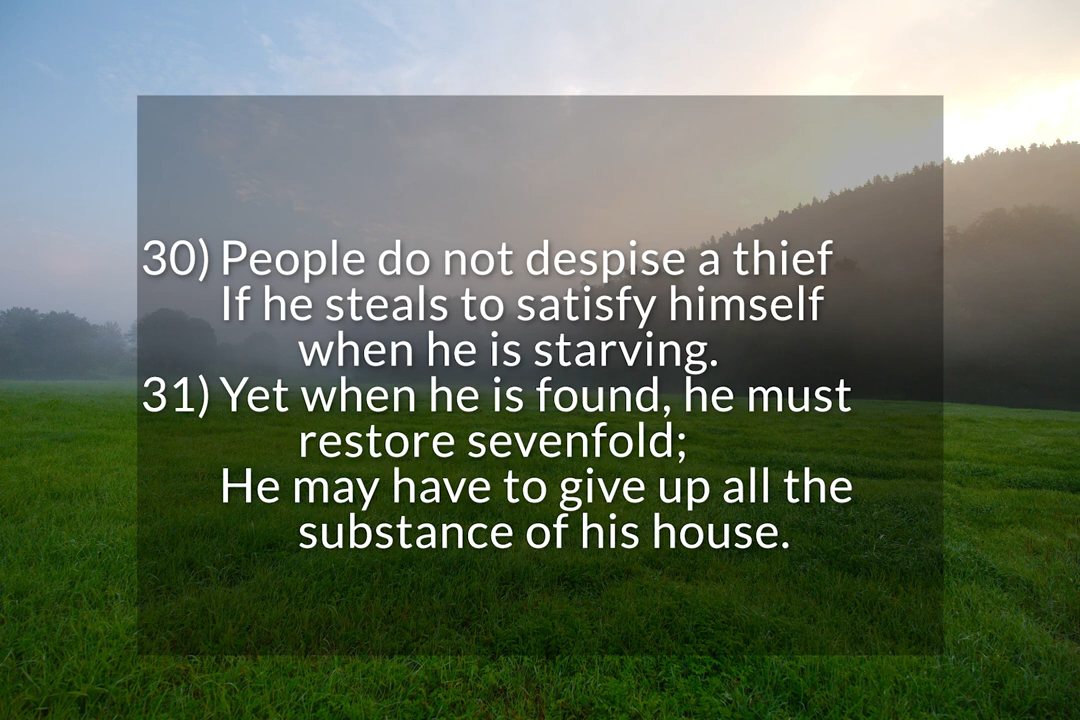 30) People do not despise a thief
If he steals to satisfy himself
when he is starving.
31) Yet when he is found, he must
restore sevenfold;
He may have to give up all the
substance of his house.